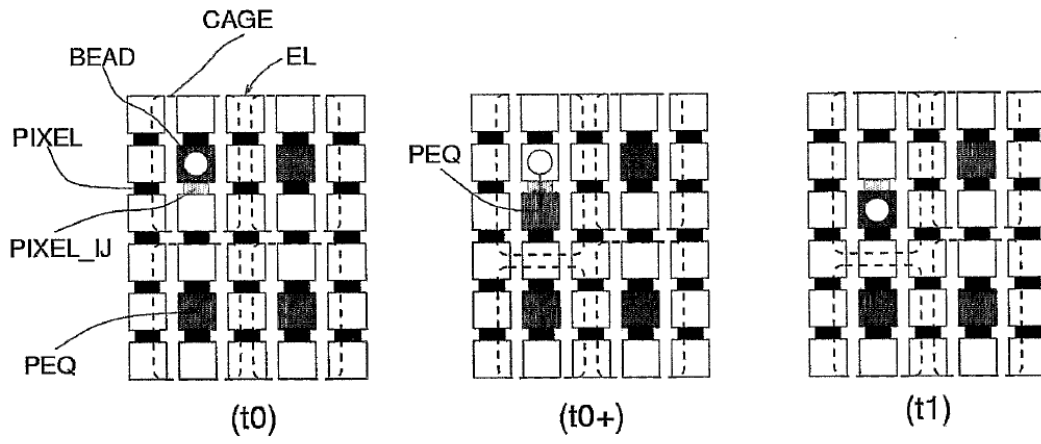 CAGE
BEAD
EL
PIXEL
PEQ
PIXEL_IJ
PEQ
(t0)
(t0+)
(t1)